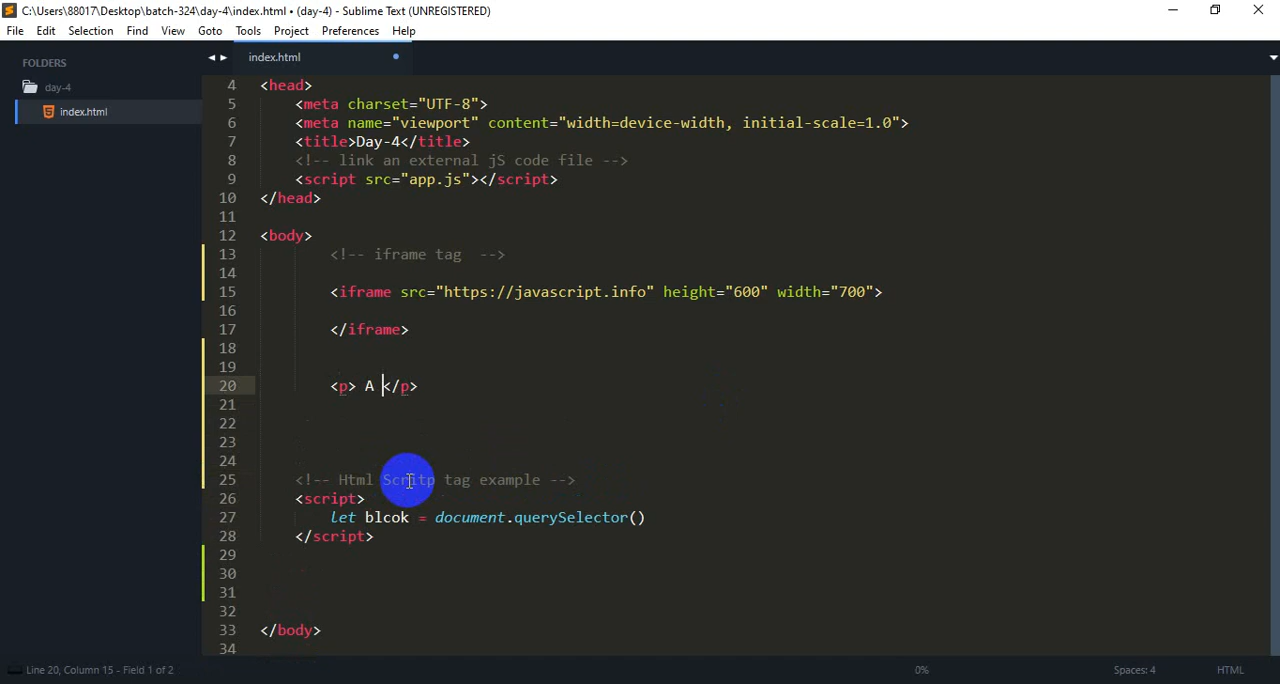 C:\Users\88017\Desktop\batch-324\day-4\index.html • (day-4) - Sublime Text (UNREGISTERED)
File Edit Selection Find View Goto Tools Project Preferences Help
FOLDERS
day-4
index.html
index.html
4 <head>
5 <meta charset="UTF-8">
6 <meta name="viewport" content="width=device-width, initial-scale=1.0">
7 <title>Day-4</title>
8 <!-- link an external jS code file -->
9 <script src="app.js"></script>
10 </head>
11
12 <body>
13 <!-- iframe tag  -->
14
15 <iframe src="https://javascript.info" height="600" width="700">
16
17 </iframe>
18
19
20 <p> A </p>
21
22
23
24
25 <!-- Html Scritp tag example -->
26 <script>
27 let blcok = document.querySelector()
28 </script>
29
30
31
32
33 </body>
34
Line 20, Column 15 - Field 1 of 2
0%
Spaces: 4
HTML